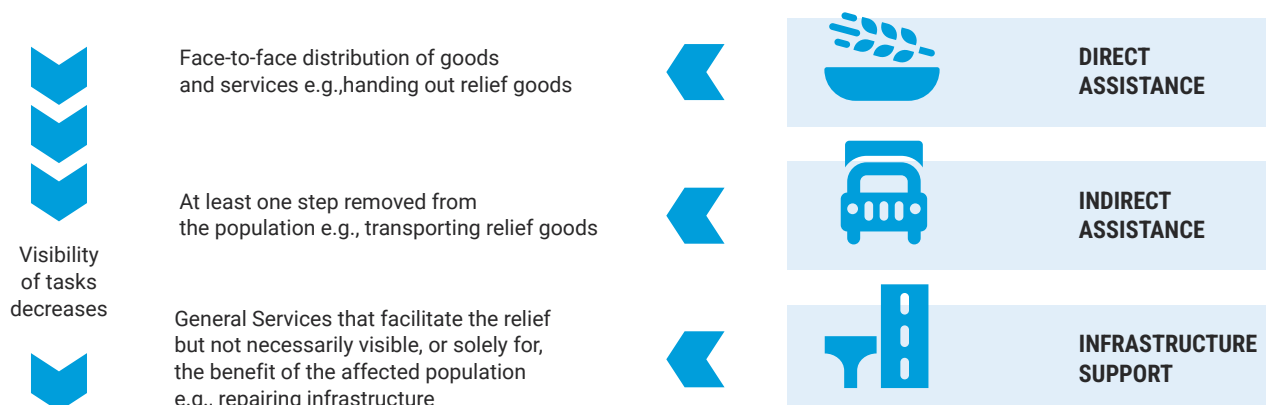 Face-to-face distribution of goods
and services e.g.,handing out relief goods
DIRECT
ASSISTANCE
At least one step removed from
the population e.g., transporting relief goods
INDIRECT
ASSISTANCE
Visibility
of tasks
decreases
General Services that facilitate the relief
but not necessarily visible, or solely for,
the benefit of the affected population
e.g., repairing infrastructure
INFRASTRUCTURE
SUPPORT